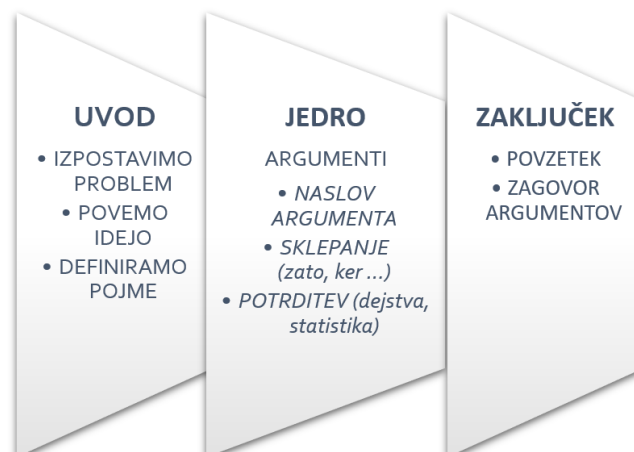 UVOD
• IZPOSTAVIMO
PROBLEM
• POVEMO
IDEJO
• DEFINIRAMO
POJME
JEDRO
ARGUMENTI
• NASLOV
ARGUMENTA
• SKLEPANJE
(zato, ker ...)
• POTRDITEV (dejstva,
statistika)
ZAKLJUČEK
• POVZETEK
• ZAGOVOR
ARGUMENTOV